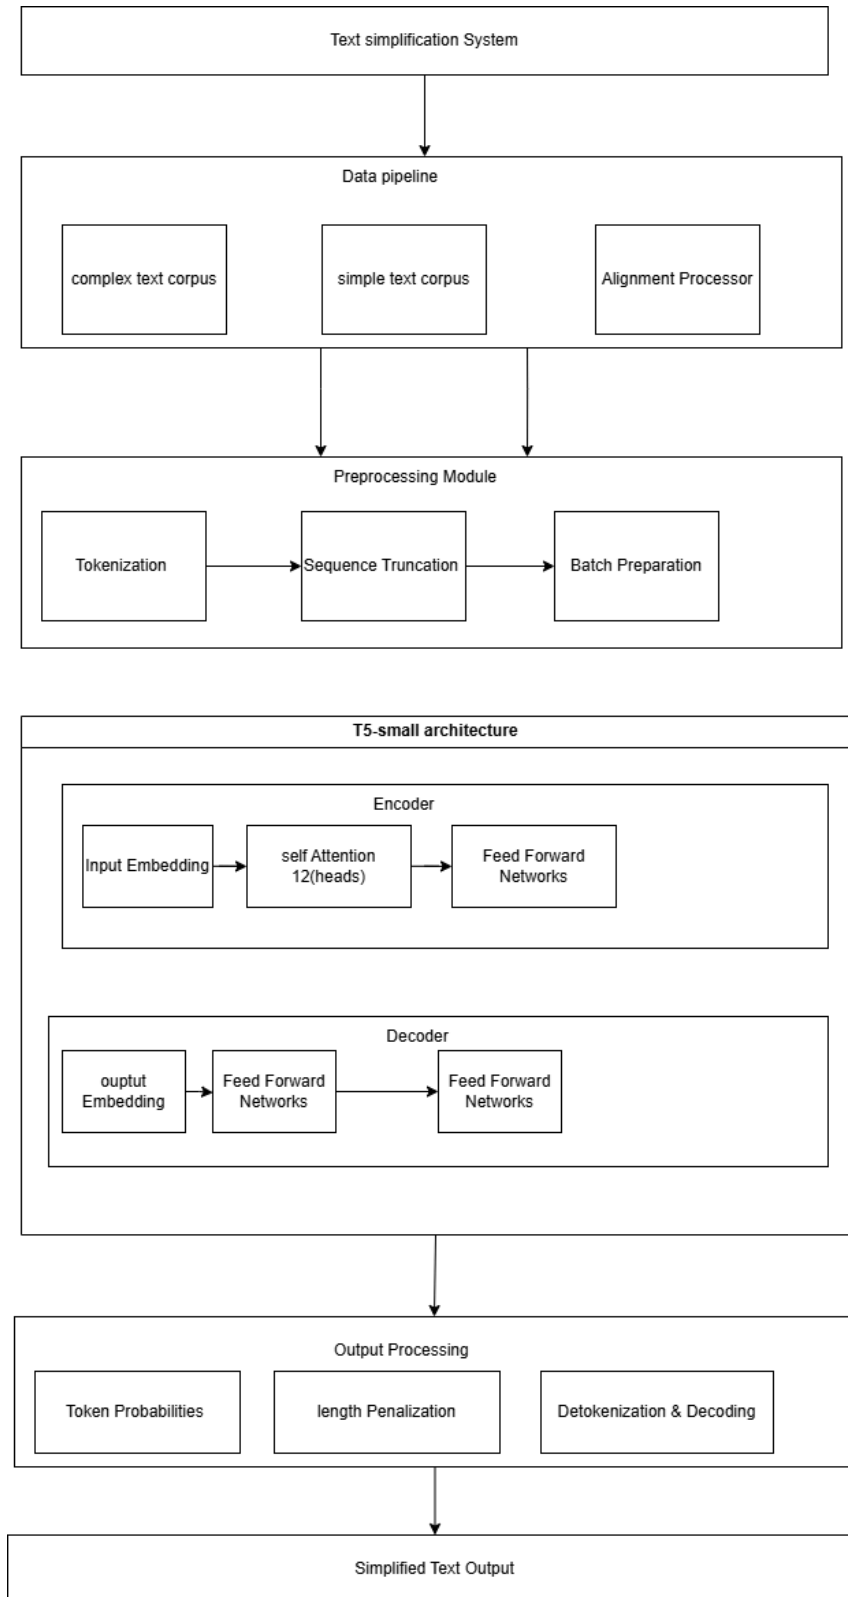 Text simplification System
Data pipeline
complex text corpus
simple text corpus
Alignment Processor
Preprocessing Module
Tokenization
Sequence Truncation
Batch Preparation
T5-small architecture
Encoder
Input Embedding
self Attention
12(heads)
Feed Forward
Networks
Decoder
ouptut
Embedding
Feed Forward
Networks
Feed Forward
Networks
Output Processing
Token Probabilities
length Penalization
Detokenization & Decoding
Simplified Text Output